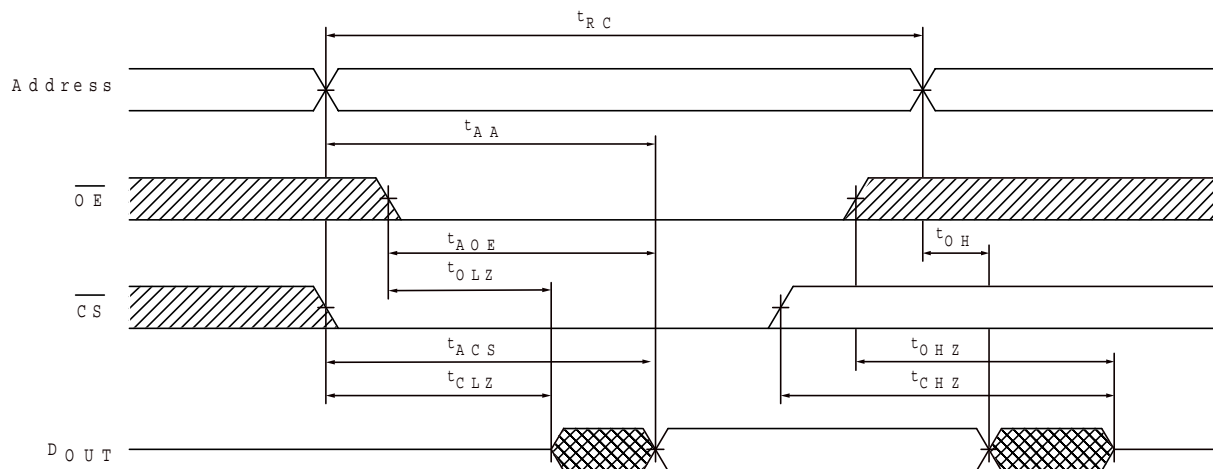 tRC
Address
tAA
OE
tAOE
tOH
tOLZ
CS
tACS
tOHZ
tCLZ
tCHZ
DOUT